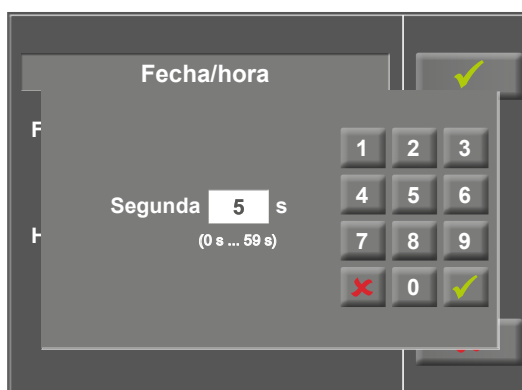 Fecha/hora
F
1 2 3
Segunda 5 s
4 5 6
(0 s ... 59 s)
H
7 8 9
0